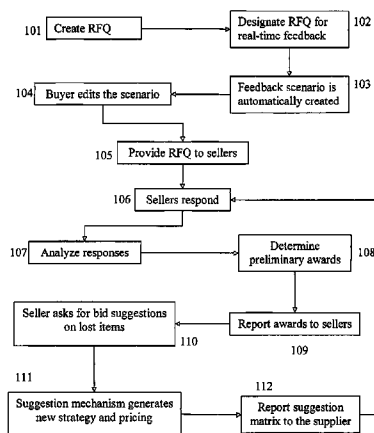 101
Create RFQ
Designate RFQ for
real-time feedback
102
104
Buyer edits the scenario
Feedback scenario is
automatically created
103
105
Provide RFQ to sellers
106
Sellers respond
107
Analyze responses
Determine
preliminary awards
108
Seller asks for bid suggestions
on lost items
110
Report awards to sellers
109
111
Suggestion mechanism generates
new strategy and pricing
112
Report suggestion
matrix to the supplier